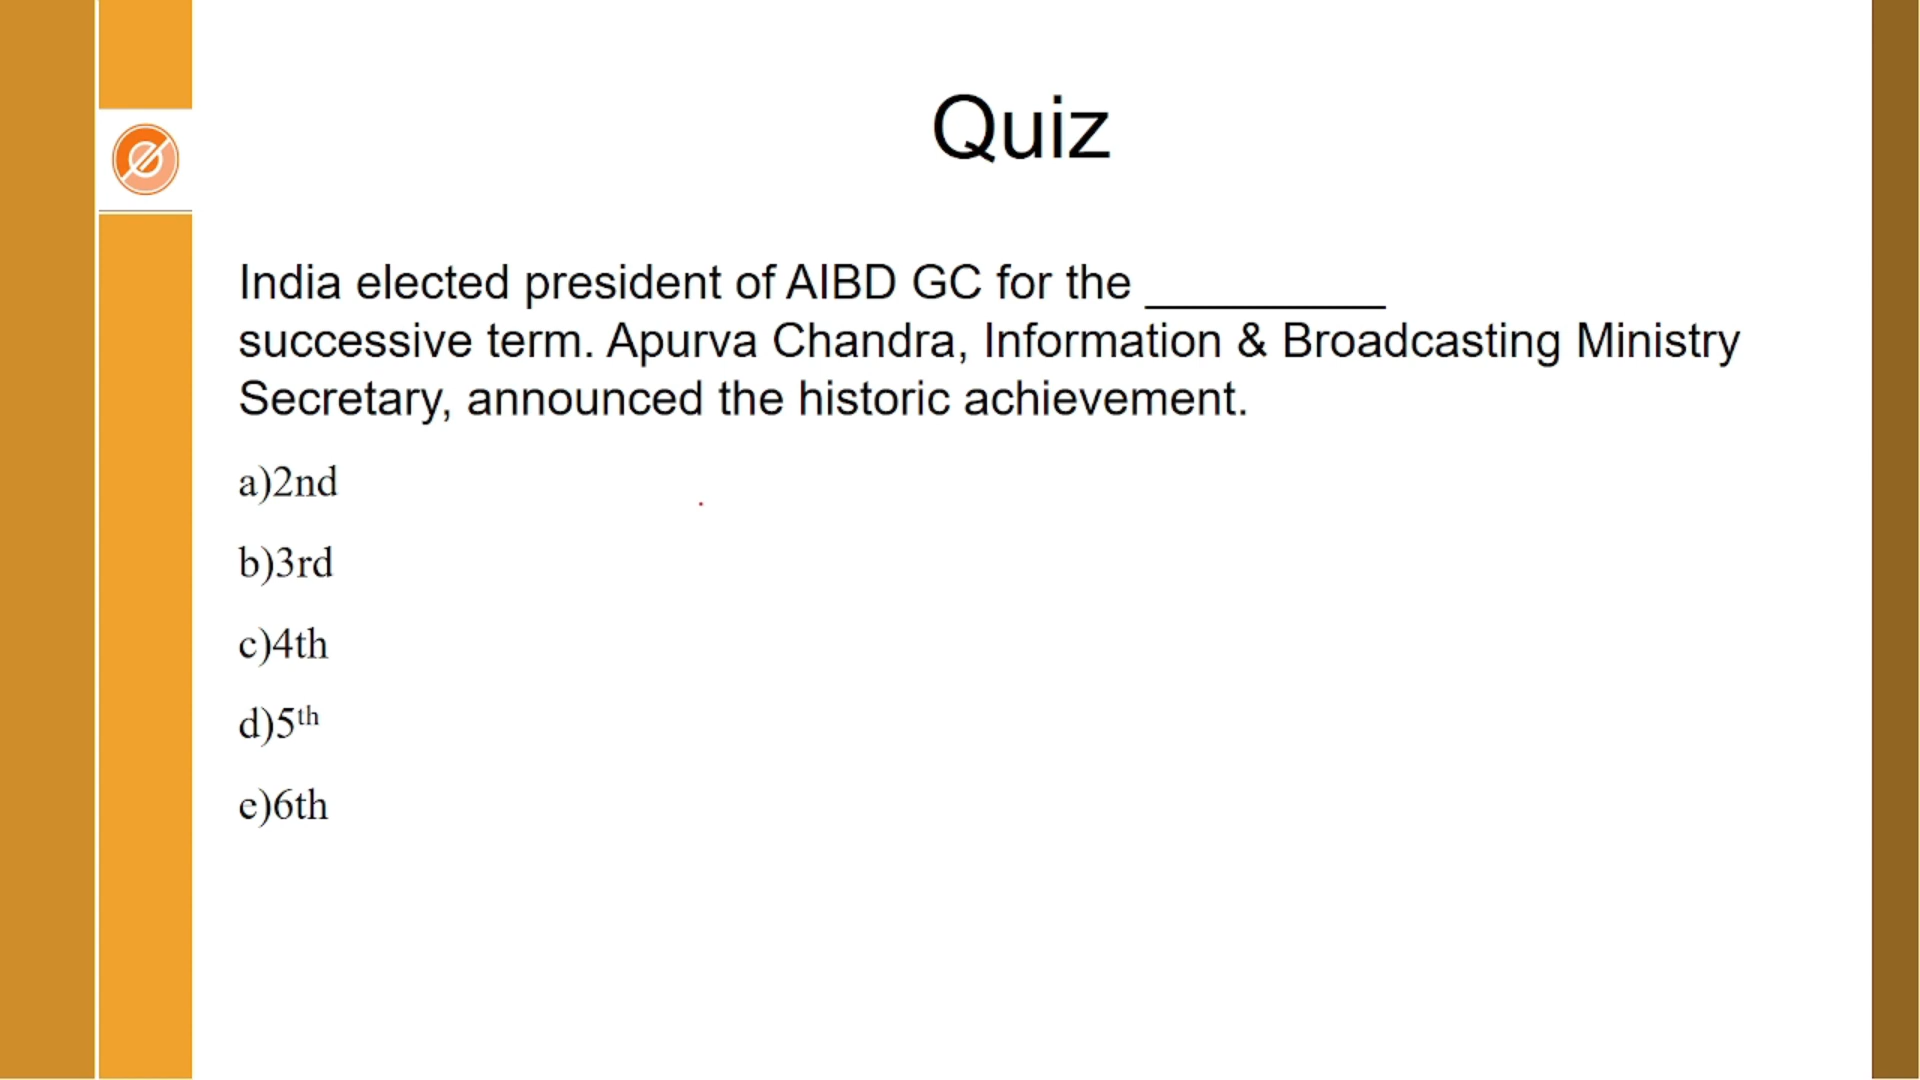 Quiz
India elected president of AIBD GC for the __________
successive term. Apurva Chandra, Information & Broadcasting Ministry
Secretary, announced the historic achievement.
a)2nd
b)3rd
c)4th
d)5th
e)6th